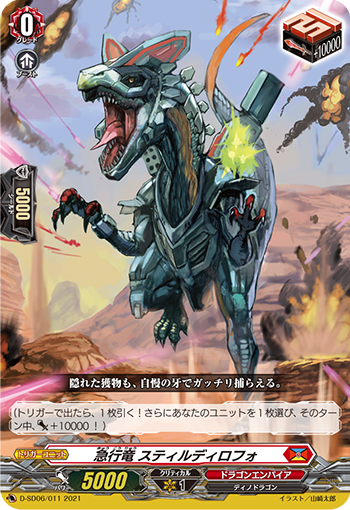 0
グレード
+10000
ブースト
5000
シールド
隠れた獲物も、自慢の牙でガッチリ捕らえる。
(トリガーで出たら、1枚引く!さらにあなたのユニットを1枚選び、そのター
ン中、+10000!)
トリガーユニット
急行竜 スティルディロフォ
パワー
5000
クリティカル
1
ドラゴンエンパイア
ディノドラゴン
D-SD06/011 2021
イラスト/山崎太郎